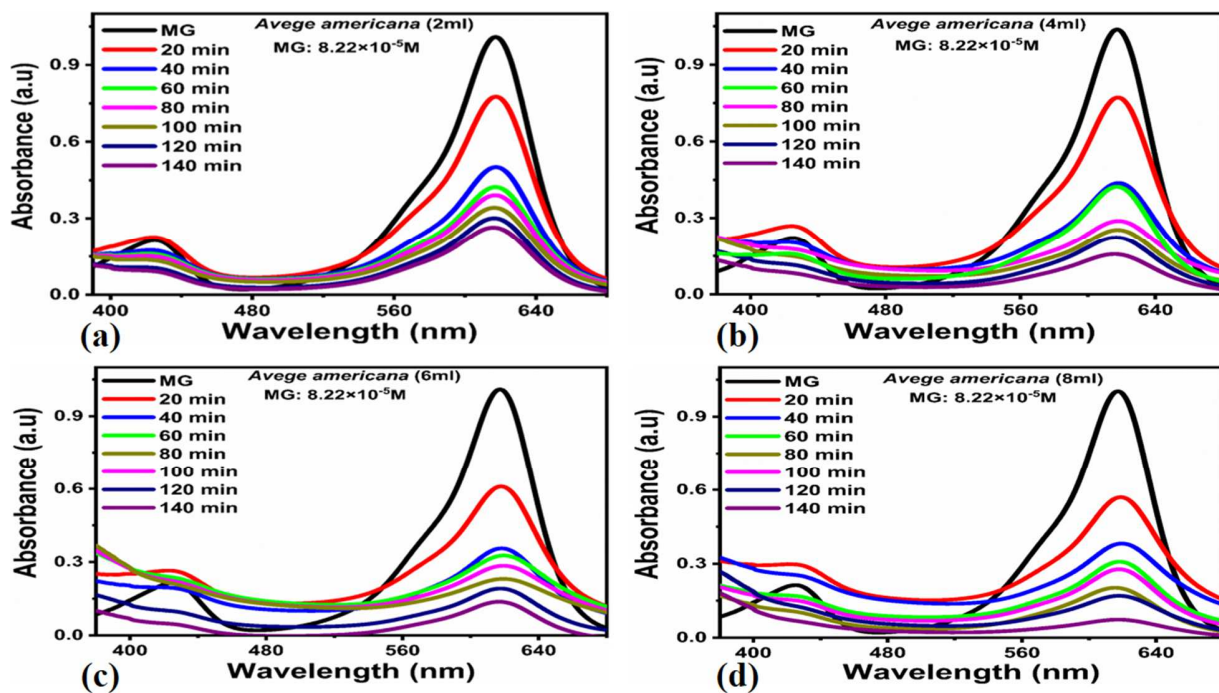 Avege americana (2ml)
MG: 8.22×10⁻⁵M
MG
20 min
40 min
60 min
80 min
100 min
120 min
140 min
Absorbance (a.u)
0.9
0.6
0.3
0.0
400
480
560
640
Wavelength (nm)
(a)
Avege americana (4ml)
MG: 8.22×10⁻⁵M
MG
20 min
40 min
60 min
80 min
100 min
120 min
140 min
Absorbance (a.u)
0.9
0.6
0.3
0.0
400
480
560
640
Wavelength (nm)
(b)
Avege americana (6ml)
MG: 8.22×10⁻⁵M
MG
20 min
40 min
60 min
80 min
100 min
120 min
140 min
Absorbance (a.u)
0.9
0.6
0.3
0.0
400
480
560
640
Wavelength (nm)
(c)
Avege americana (8ml)
MG: 8.22×10⁻⁵M
MG
20 min
40 min
60 min
80 min
100 min
120 min
140 min
Absorbance (a.u)
0.9
0.6
0.3
0.0
400
480
560
640
Wavelength (nm)
(d)